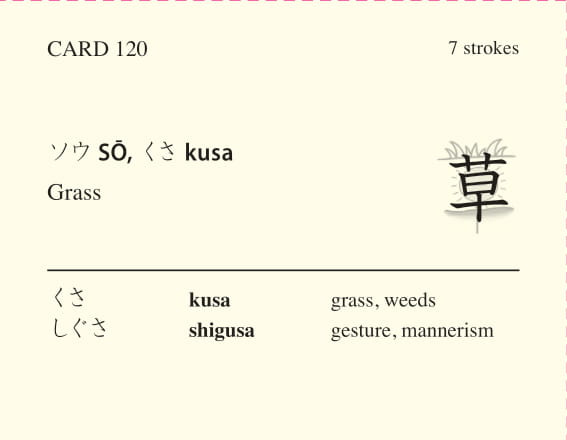 CARD 120 7 strokes
ソウ SŌ, くさ kusa
Grass
草
くさ kusa grass, weeds
しぐさ shigusa gesture, mannerism